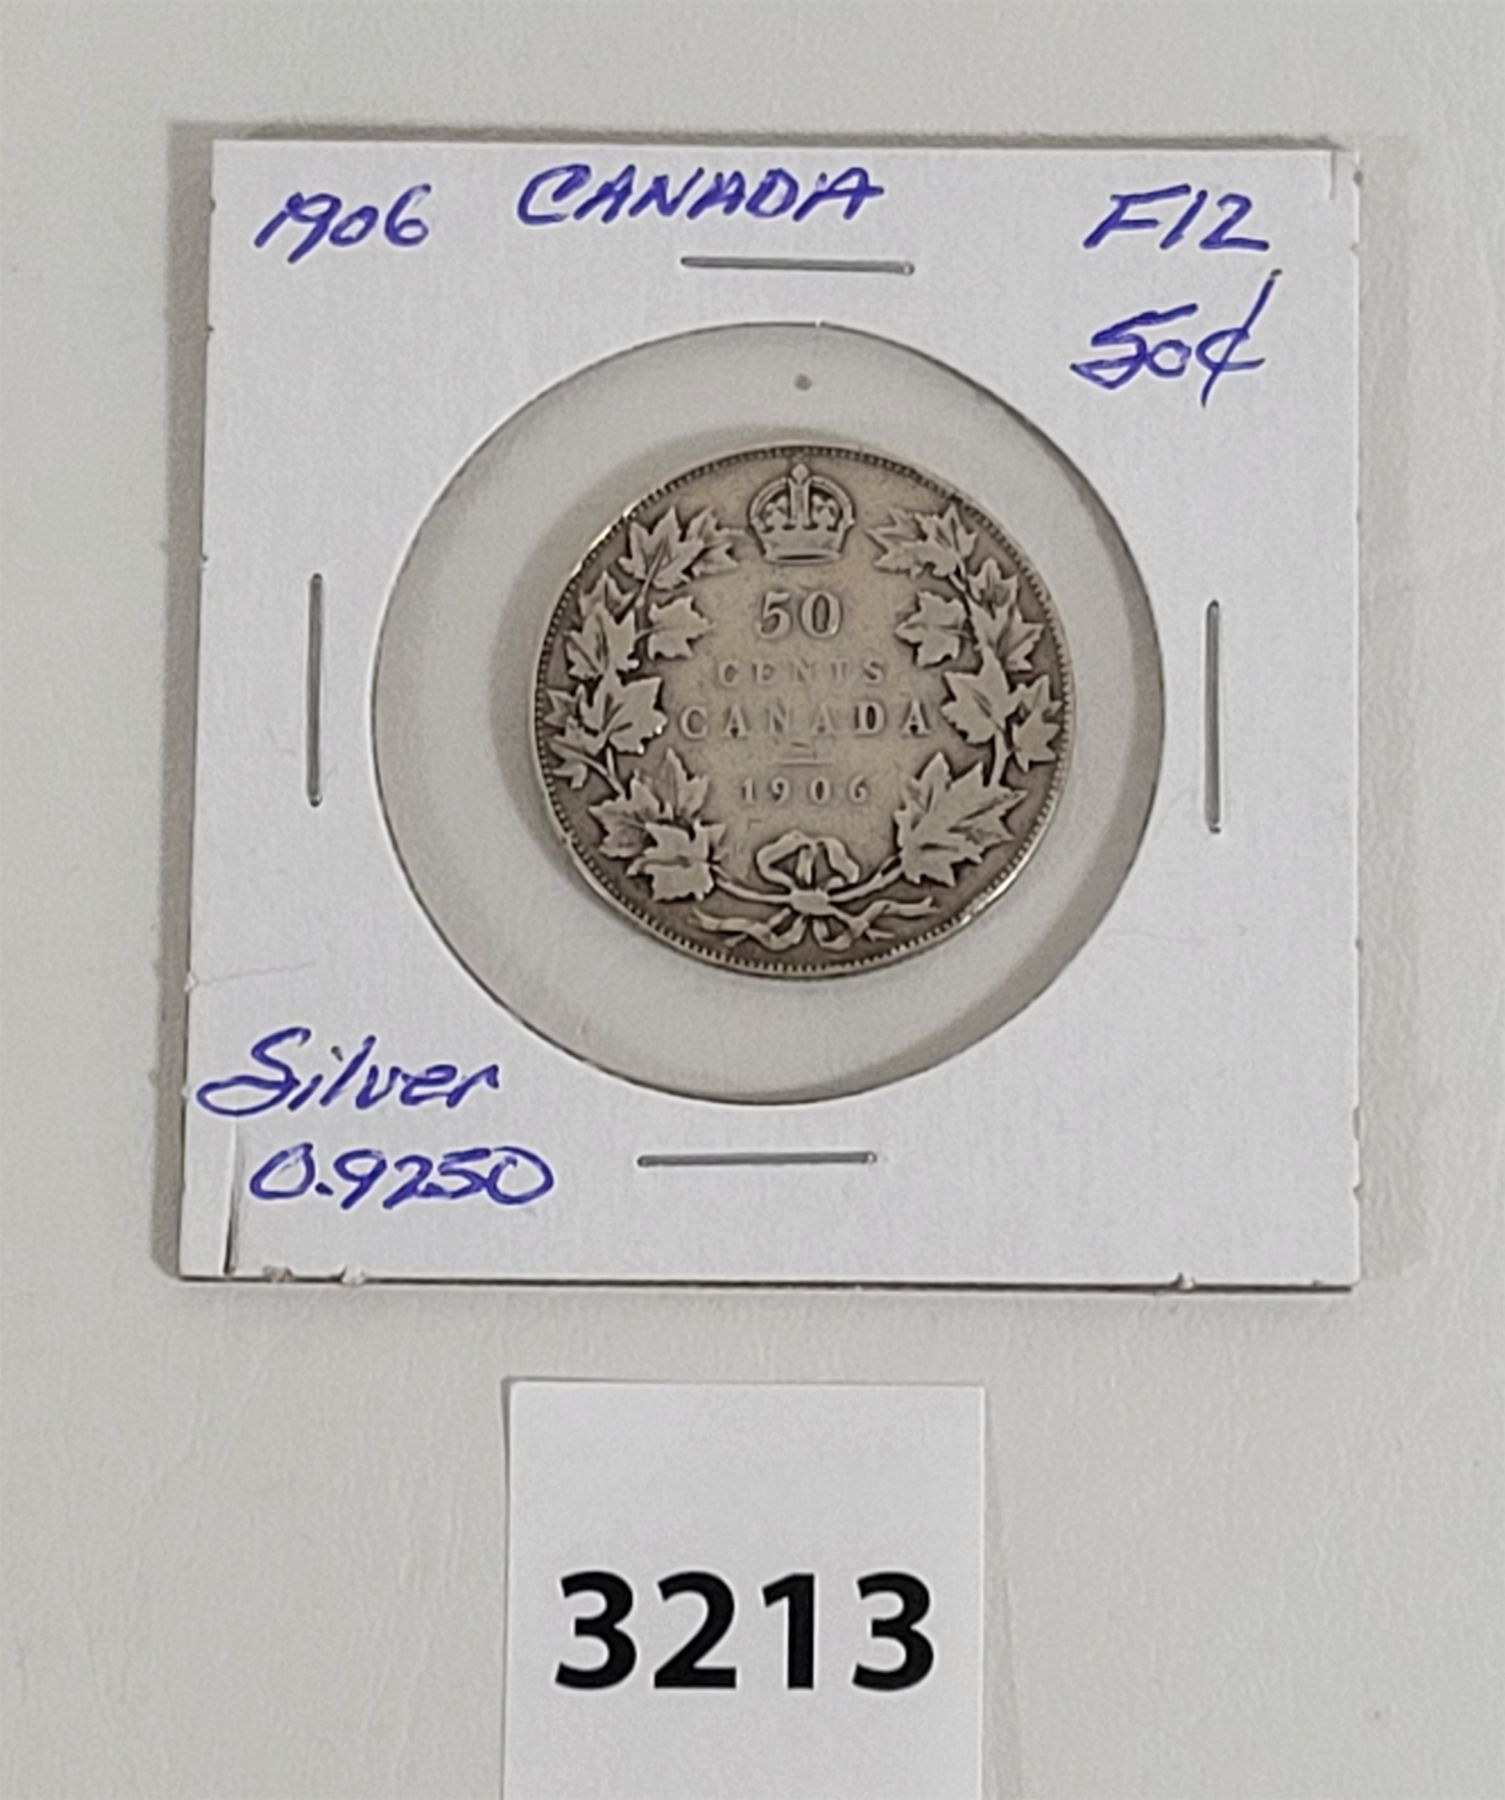 1906 CANADA F12
50¢
50
CENTS
CANADA
1906
Silver
0.9250
3213